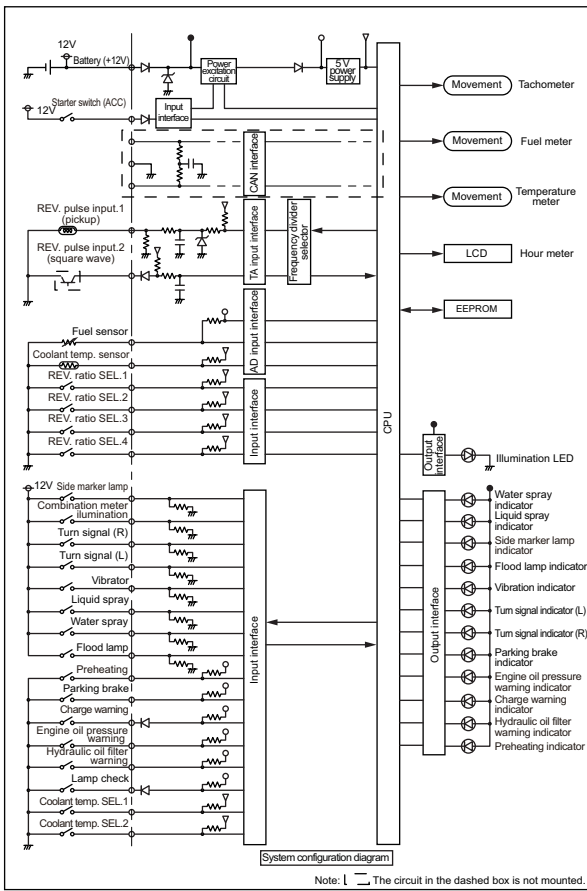 12V
Battery (+12V)
Power
excitation
circuit
5 V
power
supply
12V
Starter switch (ACC)
Input
interface
CAN interface
REV. pulse input.1
(pickup)
REV. pulse input.2
(square wave)
TA input interface
Frequency divider
selector
Fuel sensor
Coolant temp. sensor
AD input interface
REV. ratio SEL.1
REV. ratio SEL.2
REV. ratio SEL.3
REV. ratio SEL.4
Input interface
CPU
Movement
Tachometer
Movement
Fuel meter
Movement
Temperature
meter
LCD
Hour meter
EEPROM
Output
interface
Illumination LED
12V
Side marker lamp
Combination meter
ilumination
Turn signal (R)
Turn signal (L)
Vibrator
Liquid spray
Water spray
Flood lamp
Preheating
Parking brake
Charge warning
Engine oil pressure
warning
Hydraulic oil filter
warning
Lamp check
Coolant temp. SEL.1
Coolant temp. SEL.2
Input interface
Output interface
Water spray
indicator
Liquid spray
indicator
Side marker lamp
indicator
Flood lamp indicator
Vibration indicator
Turn signal indicator (L)
Turn signal indicator (R)
Parking brake
indicator
Engine oil pressure
warning indicator
Charge warning
indicator
Hydraulic oil filter
warning indicator
Preheating indicator
System configuration diagram
Note: The circuit in the dashed box is not mounted.